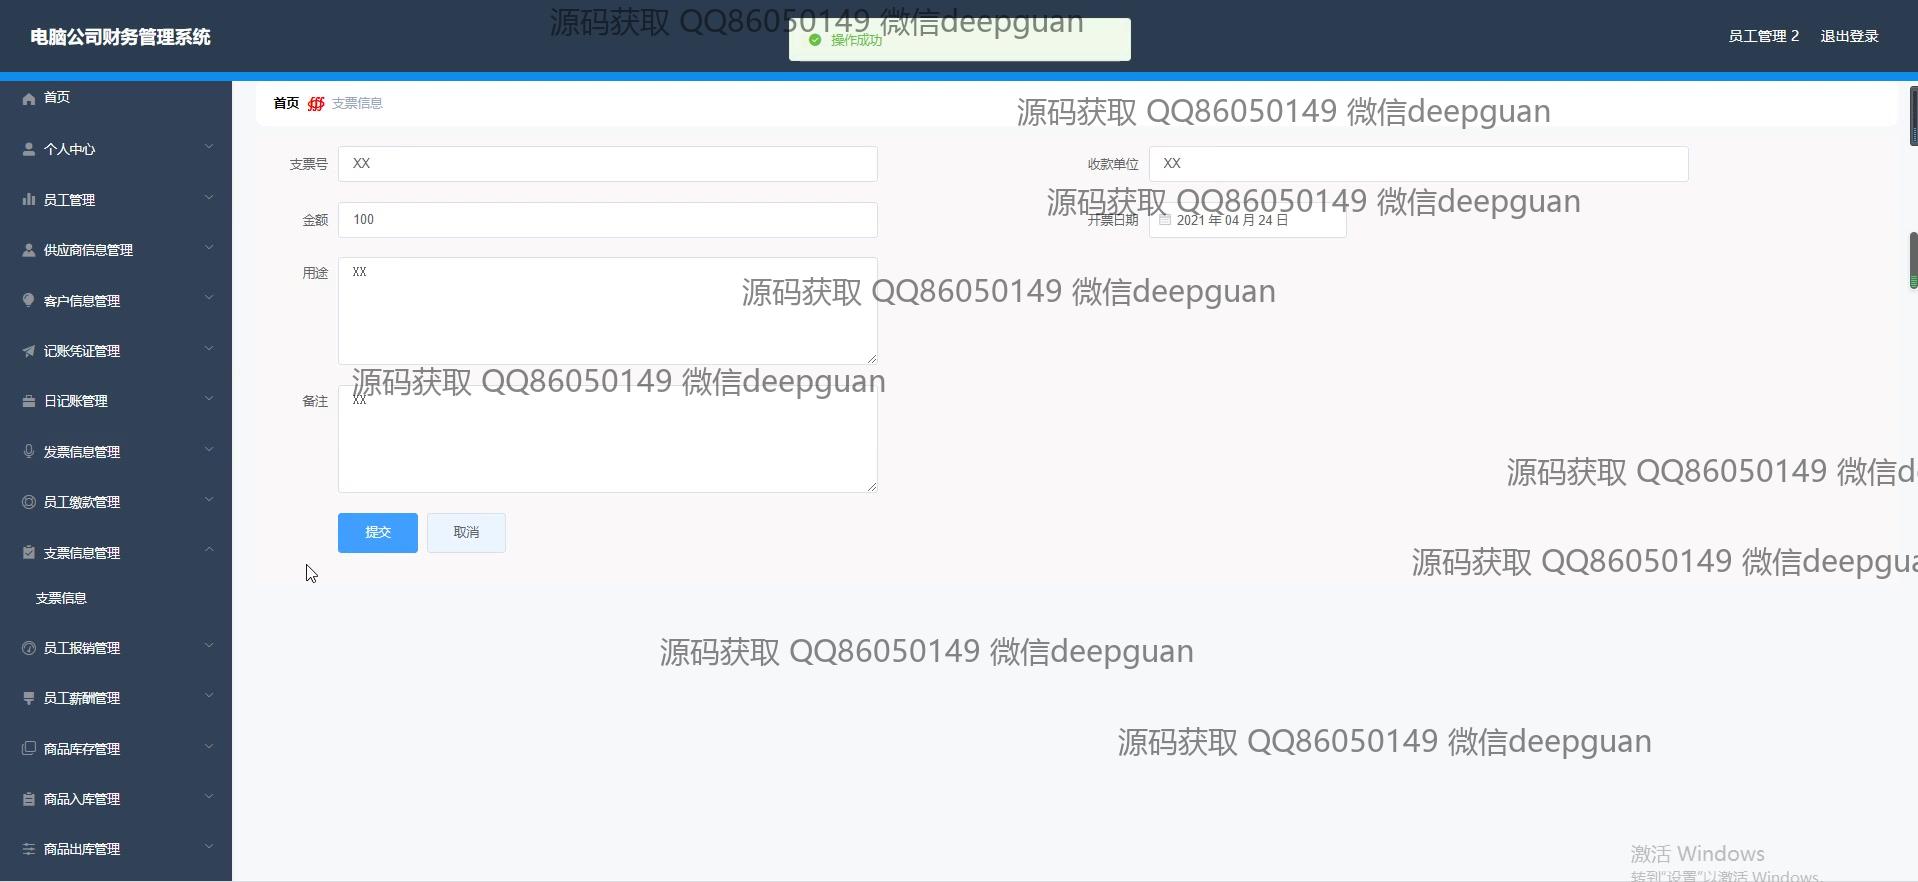 源码获取 QQ86050149 微信deepguan
电脑公司财务管理系统
操作成功
员工管理 2 退出登录
首页
首页 支票信息
源码获取 QQ86050149 微信deepguan
个人中心
支票号 XX
收款单位 XX
员工管理
源码获取 QQ86050149 微信deepguan
金额 100
开票日期 2021 年 04 月 24 日
供应商信息管理
用途 XX
源码获取 QQ86050149 微信deepguan
客户信息管理
记账凭证管理
源码获取 QQ86050149 微信deepguan
日记账管理
备注 XX
发票信息管理
源码获取 QQ86050149 微信d
员工缴款管理
提交 取消
支票信息管理
源码获取 QQ86050149 微信deepgua
支票信息
员工报销管理
源码获取 QQ86050149 微信deepguan
员工薪酬管理
商品库存管理
源码获取 QQ86050149 微信deepguan
商品入库管理
商品出库管理
激活 Windows
转到"设置"以激活 Windows。